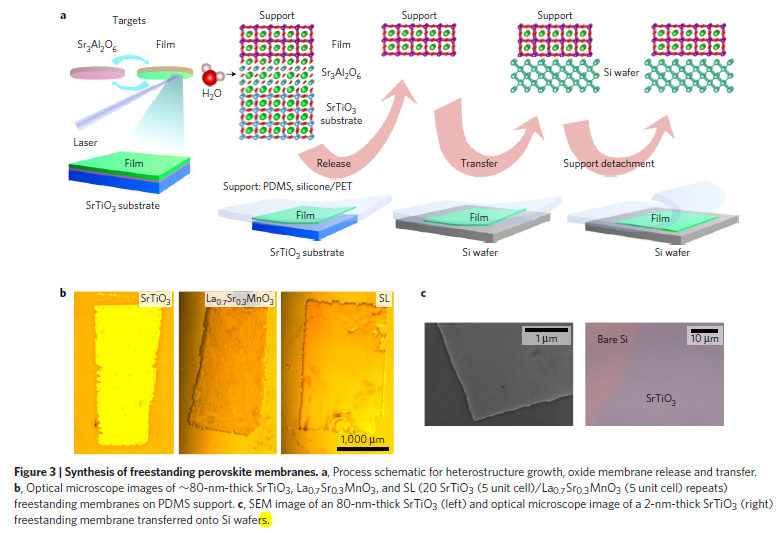 a
Targets
Sr₃Al₂O₆ Film
H₂O
Laser
Film
SrTiO₃ substrate
Support
Film
Sr₃Al₂O₆
SrTiO₃
substrate
Support
Support
Si wafer
Release
Transfer
Support detachment
Support: PDMS, silicone/PET
Film
SrTiO₃ substrate
Film
Si wafer
Film
Si wafer
b
SrTiO₃
La₀.₇Sr₀.₃MnO₃
SL
1,000 μm
c
1 μm
Bare Si
10 μm
SrTiO₃
Figure 3 | Synthesis of freestanding perovskite membranes. a, Process schematic for heterostructure growth, oxide membrane release and transfer.
b, Optical microscope images of ~80-nm-thick SrTiO₃, La₀.₇Sr₀.₃MnO₃, and SL (20 SrTiO₃ (5 unit cell)/La₀.₇Sr₀.₃MnO₃ (5 unit cell) repeats)
freestanding membranes on PDMS support. c, SEM image of an 80-nm-thick SrTiO₃ (left) and optical microscope image of a 2-nm-thick SrTiO₃ (right)
freestanding membrane transferred onto Si wafers.